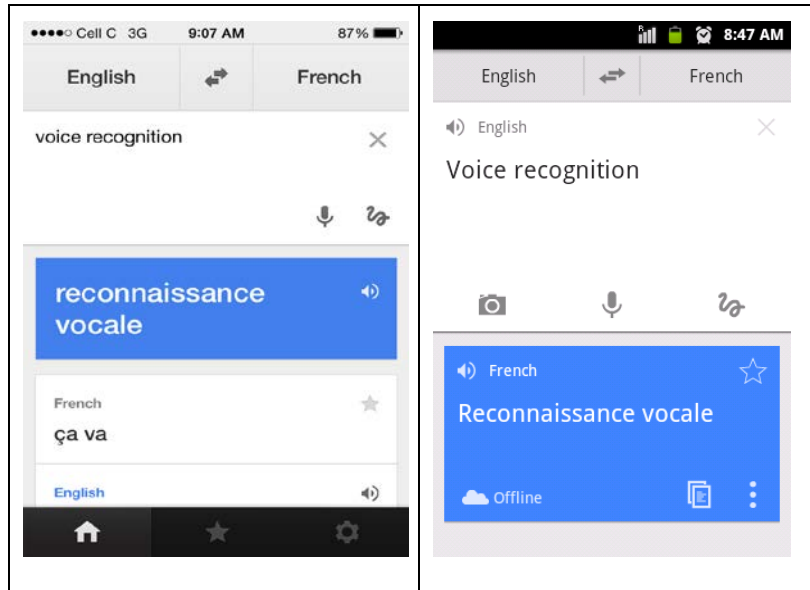 Cell C 3G 9:07 AM 87%
English French
voice recognition
reconnaissance
vocale
French
ça va
English
R 8:47 AM
English French
English
Voice recognition
French
Reconnaissance vocale
Offline